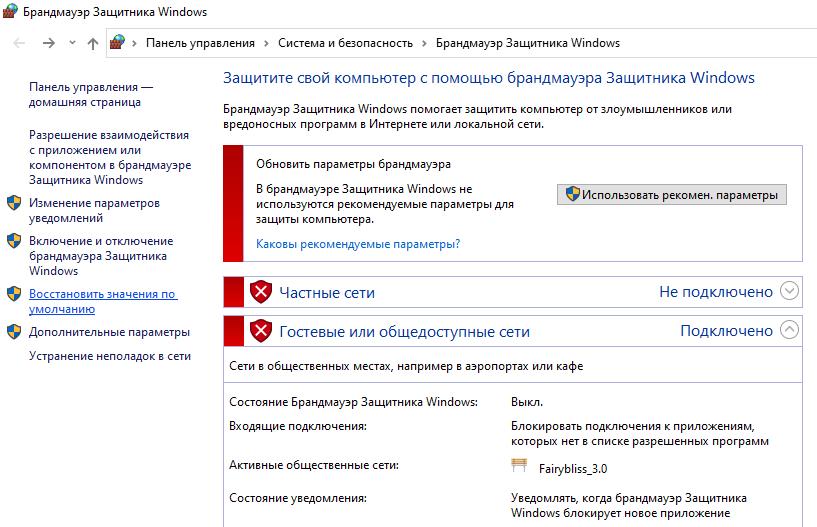 Брандмауэр Защитника Windows
Панель управления > Система и безопасность > Брандмауэр Защитника Windows
Панель управления —
домашняя страница
Разрешение взаимодействия
с приложением или
компонентом в брандмауэре
Защитника Windows
Изменение параметров
уведомлений
Включение и отключение
брандмауэра Защитника
Windows
Восстановить значения по
умолчанию
Дополнительные параметры
Устранение неполадок в сети
Защитите свой компьютер с помощью брандмауэра Защитника Windows
Брандмауэр Защитника Windows помогает защитить компьютер от злоумышленников или
вредоносных программ в Интернете или локальной сети.
Обновить параметры брандмауэра
В брандмауэре Защитника Windows не
используются рекомендуемые параметры для
защиты компьютера.
Использовать рекомен. параметры
Каковы рекомендуемые параметры?
Частные сети Не подключено
Гостевые или общедоступные сети Подключено
Сети в общественных местах, например в аэропортах или кафе
Состояние Брандмауэр Защитника Windows: Выкл.
Входящие подключения: Блокировать подключения к приложениям,
которых нет в списке разрешенных программ
Активные общественные сети: Fairybliss_3.0
Состояние уведомления: Уведомлять, когда брандмауэр Защитника
Windows блокирует новое приложение